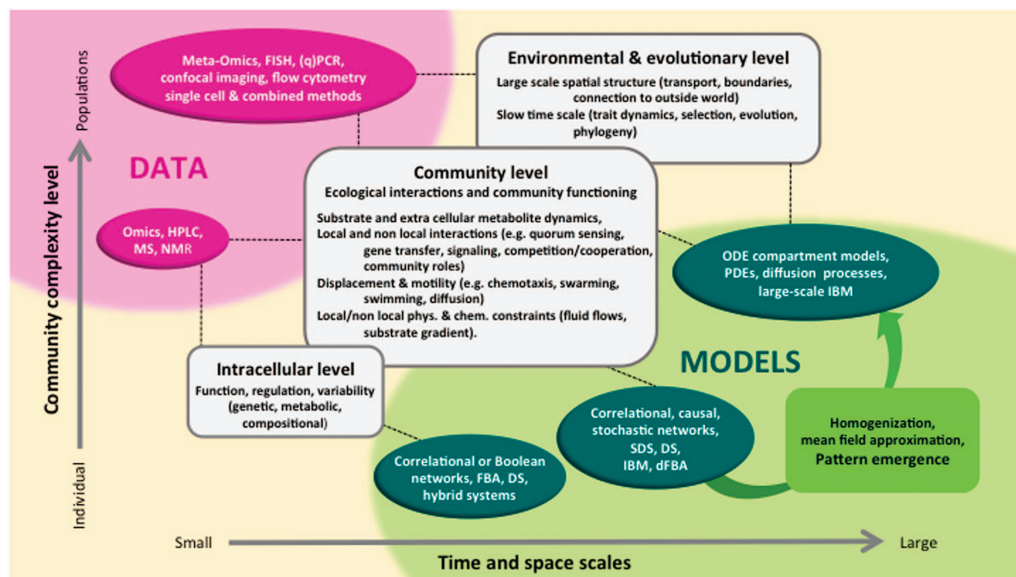 Meta-Omics, FISH, (q)PCR,
confocal imaging, flow cytometry
single cell & combined methods
Environmental & evolutionary level
Large scale spatial structure (transport, boundaries,
connection to outside world)
Slow time scale (trait dynamics, selection, evolution,
phylogeny)
Populations
DATA
Community level
Ecological interactions and community functioning
Substrate and extra cellular metabolite dynamics,
Local and non local interactions (e.g. quorum sensing,
gene transfer, signaling, competition/cooperation,
community roles)
Displacement & motility (e.g. chemotaxis, swarming,
swimming, diffusion)
Local/non local phys. & chem. constraints (fluid flows,
substrate gradient).
Omics, HPLC,
MS, NMR
Community complexity level
ODE compartment models,
PDEs, diffusion processes,
large-scale IBM
MODELS
Intracellular level
Function, regulation, variability
(genetic, metabolic,
compositional)
Correlational, causal,
stochastic networks,
SDS, DS,
IBM, dFBA
Homogenization,
mean field approximation,
Pattern emergence
Correlational or Boolean
networks, FBA, DS,
hybrid systems
Individual
Small
Large
Time and space scales